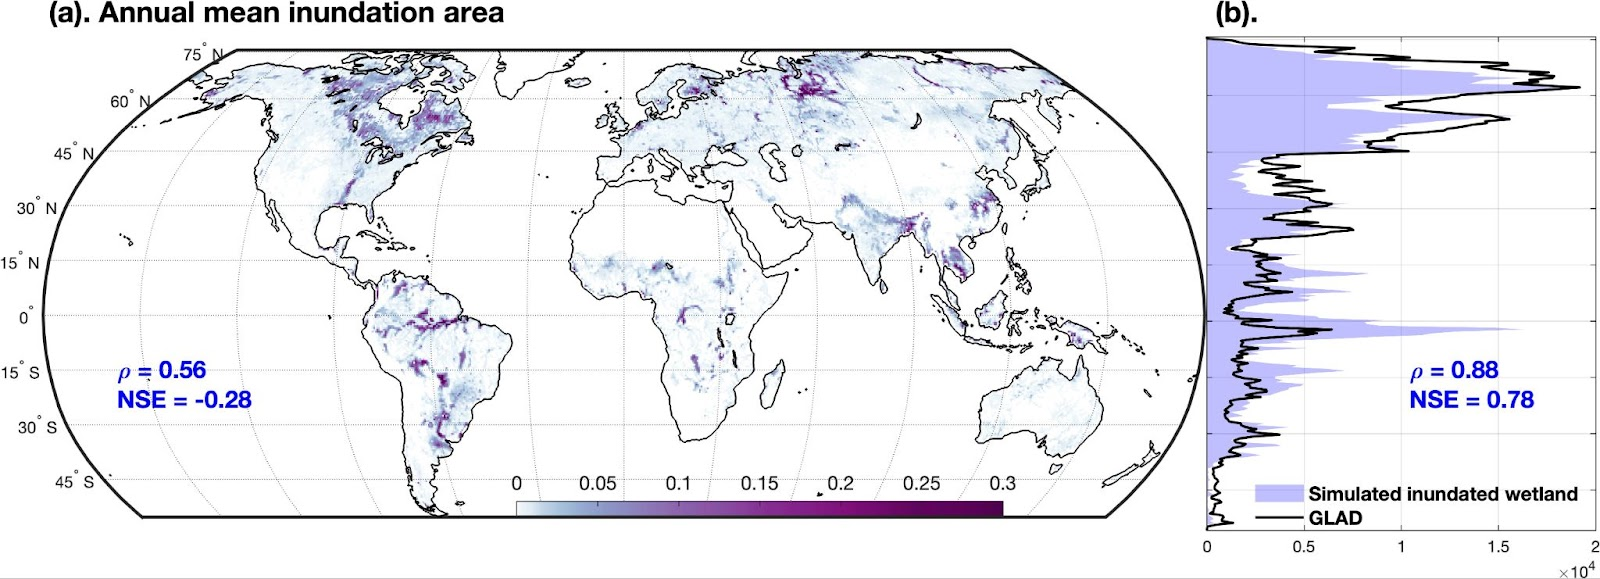 (a). Annual mean inundation area
(b).
75° N
60° N
45° N
30° N
15° N
0°
15° S
30° S
45° S
ρ = 0.56
NSE = -0.28
0 0.05 0.1 0.15 0.2 0.25 0.3
ρ = 0.88
NSE = 0.78
Simulated inundated wetland
GLAD
0 0.5 1 1.5 2
×10⁴